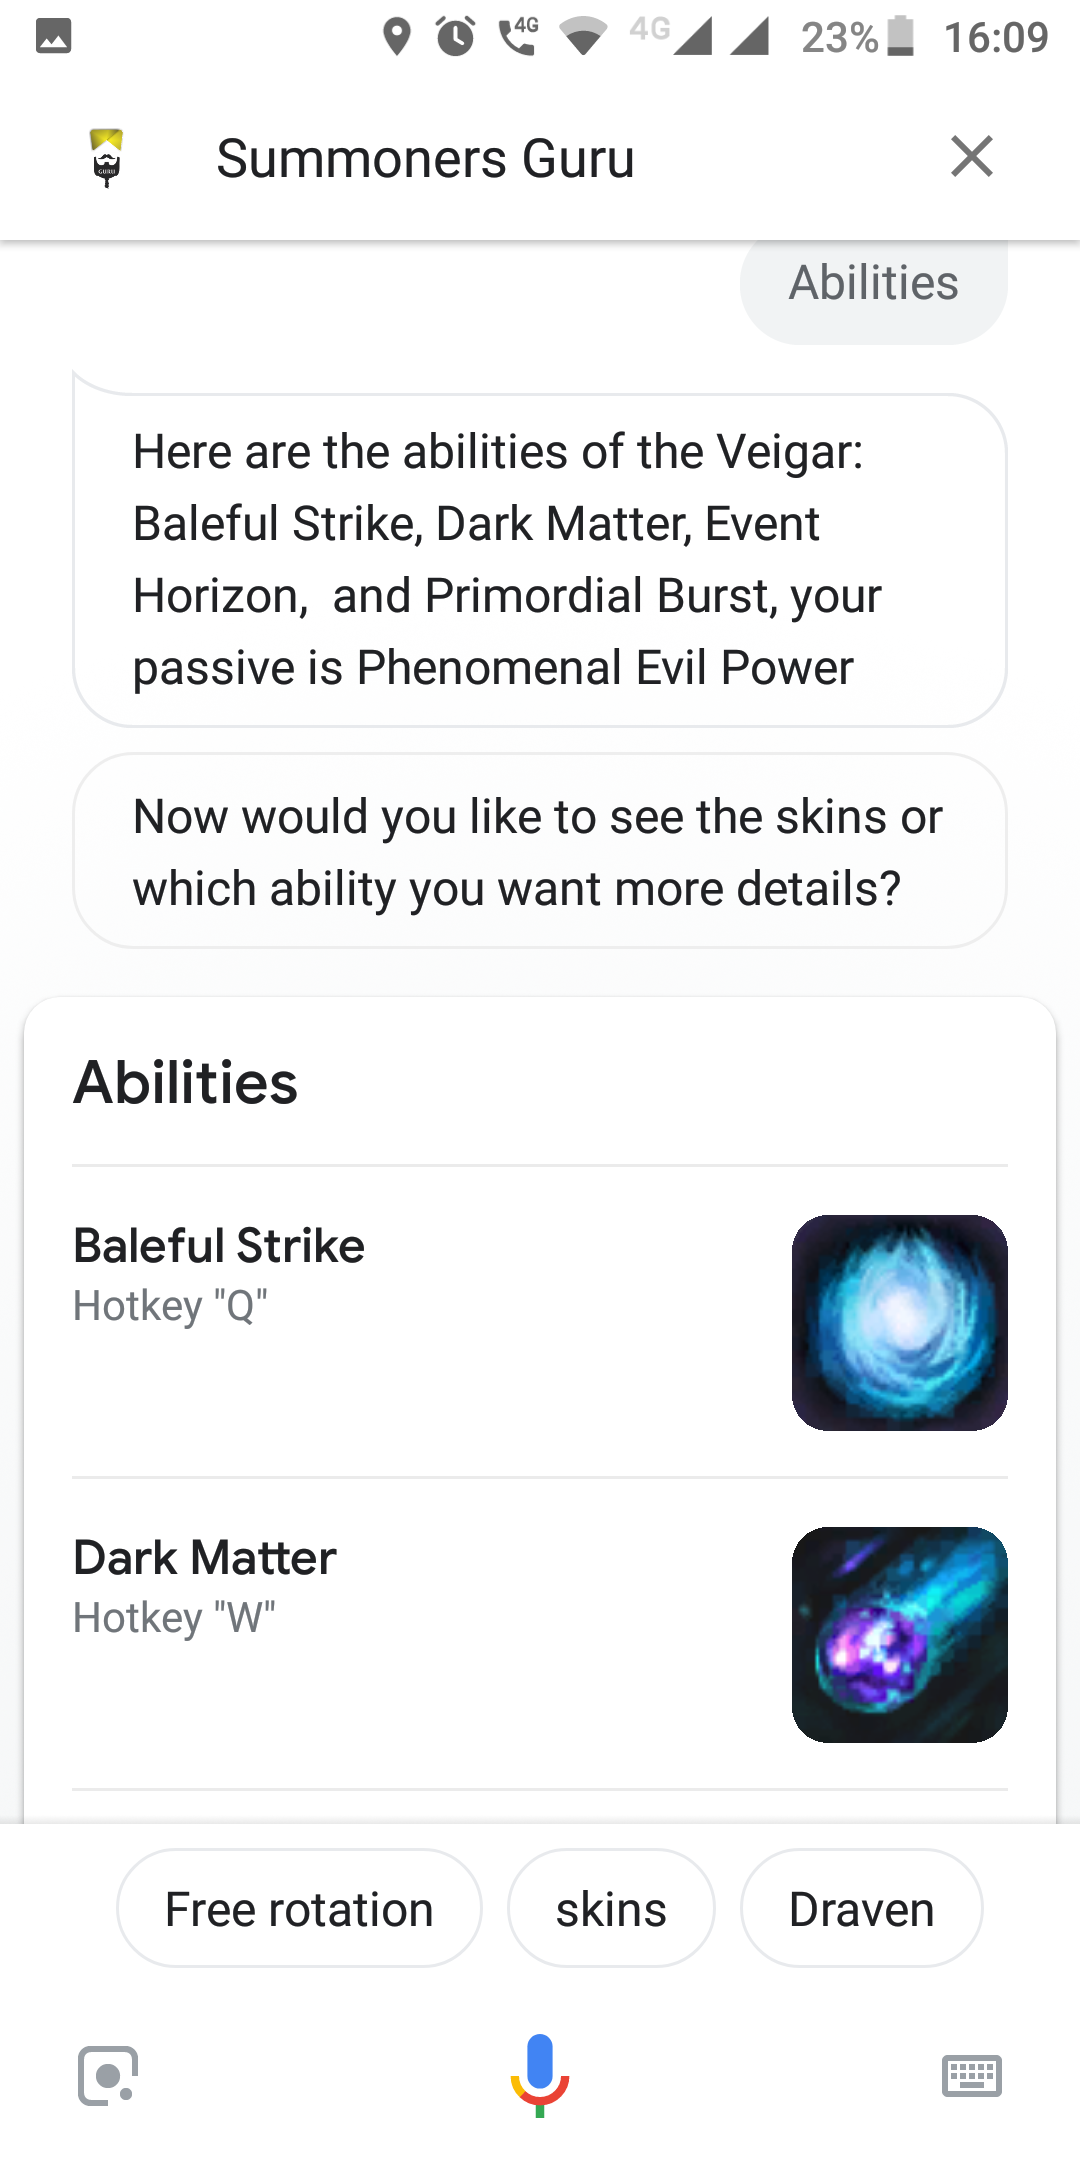 4G
4G
23%
16:09
GURU
Summoners Guru
Abilities
Here are the abilities of the Veigar:
Baleful Strike, Dark Matter, Event
Horizon,  and Primordial Burst, your
passive is Phenomenal Evil Power
Now would you like to see the skins or
which ability you want more details?
Abilities
Baleful Strike
Hotkey "Q"
Dark Matter
Hotkey "W"
Free rotation
skins
Draven